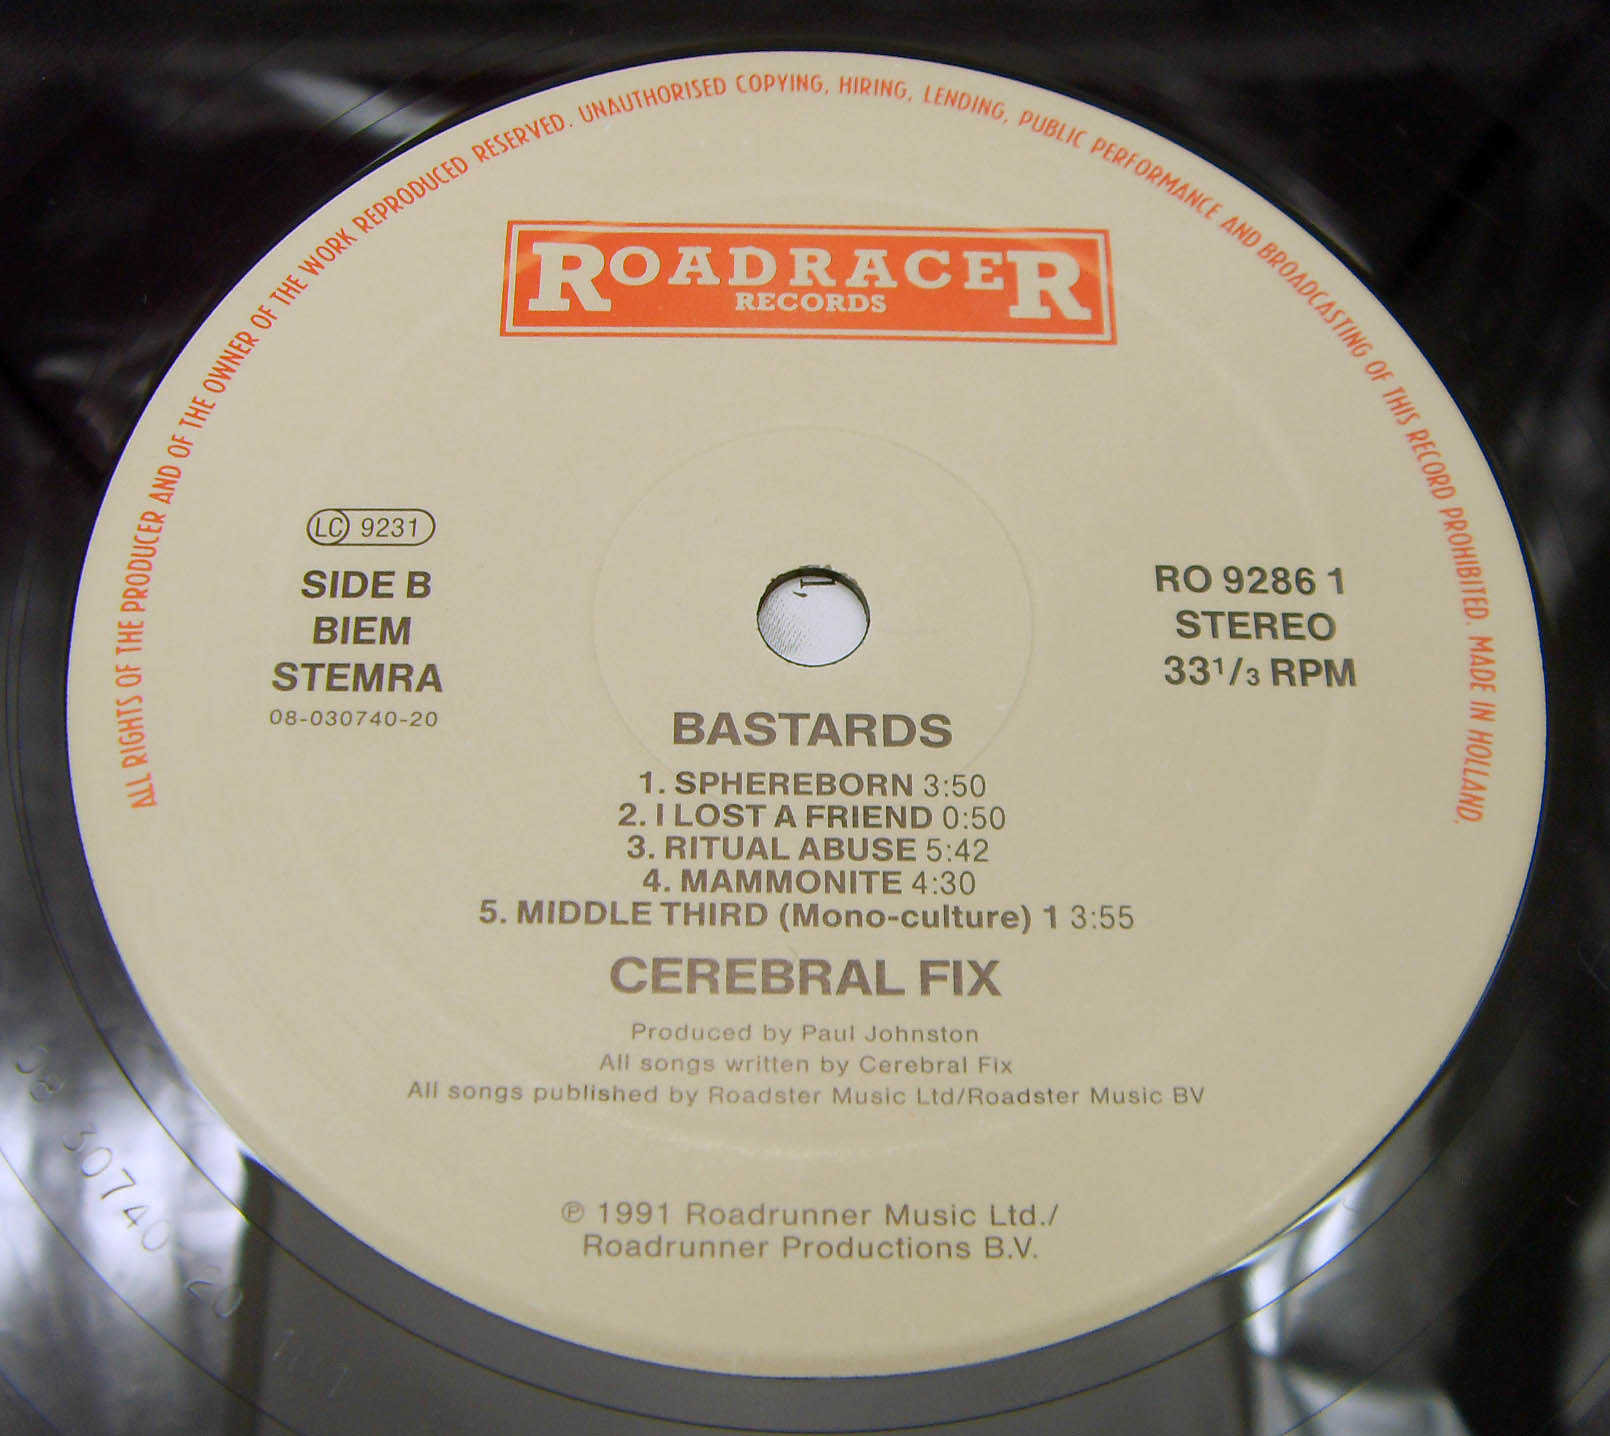 ALL RIGHTS OF THE PRODUCER AND OF THE OWNER OF THE WORK REPRODUCED RESERVED. UNAUTHORISED COPYING, HIRING, LENDING, PUBLIC PERFORMANCE AND BROADCASTING OF THIS RECORD PROHIBITED. MADE IN HOLLAND.
ROADRACER
RECORDS
LC 9231
SIDE B
BIEM
STEMRA
08-030740-20
RO 9286 1
STEREO
33 1/3 RPM
BASTARDS
1. SPHEREBORN 3:50
2. I LOST A FRIEND 0:50
3. RITUAL ABUSE 5:42
4. MAMMONITE 4:30
5. MIDDLE THIRD (Mono-culture) 1 3:55
CEREBRAL FIX
Produced by Paul Johnston
All songs written by Cerebral Fix
All songs published by Roadster Music Ltd/Roadster Music BV
℗ 1991 Roadrunner Music Ltd./
Roadrunner Productions B.V.
08 30740 20